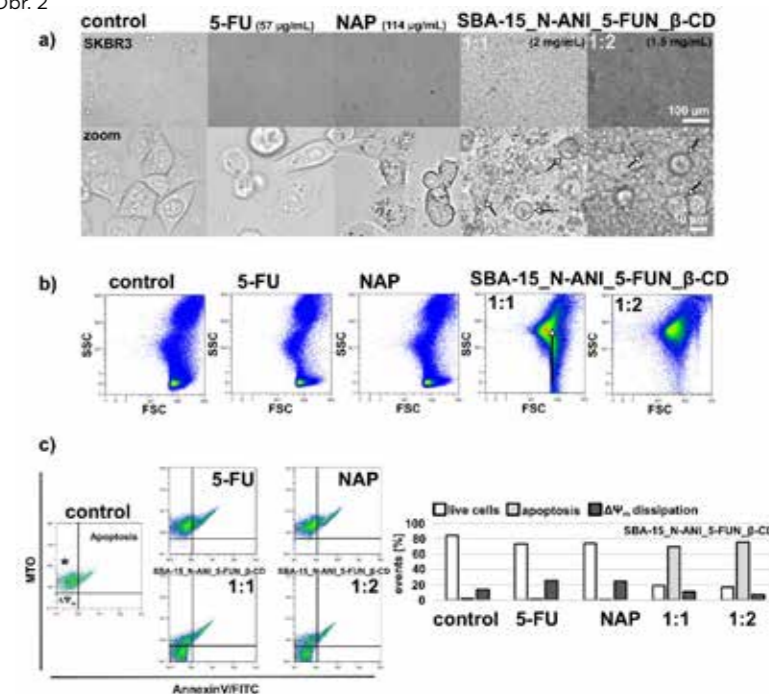 Obr. 2
control 5-FU (57 µg/mL) NAP (114 µg/mL) SBA-15_N-ANI_5-FUN_β-CD
a)
SKBR3 1:1 (2 mg/mL) 1:2 (1.5 mg/mL)
100 µm
zoom
b)
control 5-FU NAP SBA-15_N-ANI_5-FUN_β-CD
1:1 1:2
SSC SSC SSC SSC SSC
FSC FSC FSC FSC FSC
c)
5-FU NAP
control
Apoptosis
*
ΔΨm
MTO
SBA-15_N-ANI_5-FUN_β-CD SBA-15_N-ANI_5-FUN_β-CD
1:1 1:2
AnnexinV/FITC
live cells apoptosis ΔΨm dissipation
SBA-15_N-ANI_5-FUN_β-CD
events [%]
100
80
60
40
20
0
control 5-FU NAP 1:1 1:2